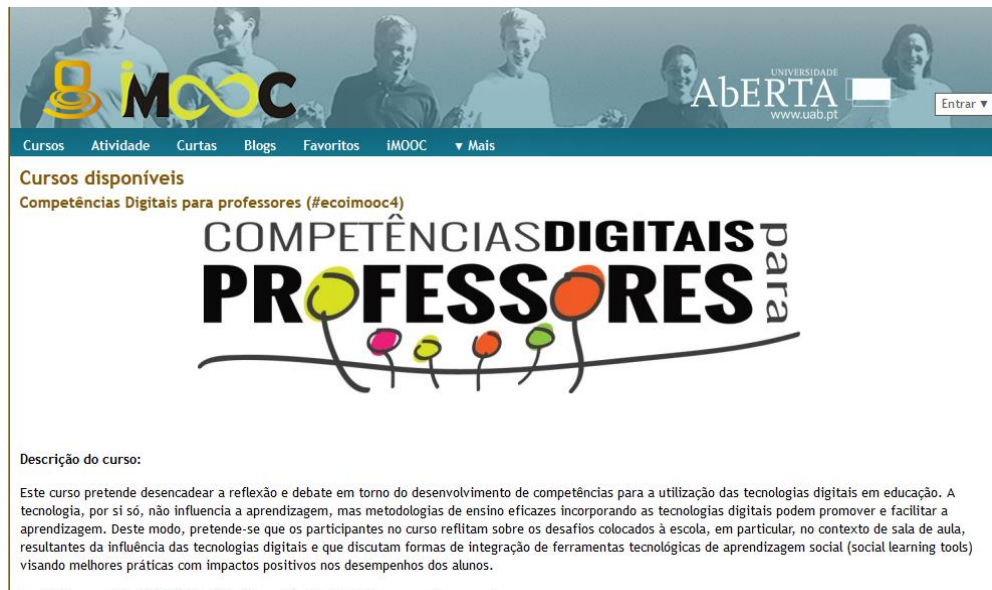 iMOOC
UNIVERSIDADE
AbERTA
www.uab.pt
Entrar ▼
Cursos Atividade Curtas Blogs Favoritos iMOOC ▼ Mais
Cursos disponíveis
Competências Digitais para professores (#ecoimooc4)
COMPETÊNCIASDIGITAIS
para
PROFESSORES
Descrição do curso:
Este curso pretende desencadear a reflexão e debate em torno do desenvolvimento de competências para a utilização das tecnologias digitais em educação. A
tecnologia, por si só, não influencia a aprendizagem, mas metodologias de ensino eficazes incorporando as tecnologias digitais podem promover e facilitar a
aprendizagem. Deste modo, pretende-se que os participantes no curso reflitam sobre os desafios colocados à escola, em particular, no contexto de sala de aula,
resultantes da influência das tecnologias digitais e que discutam formas de integração de ferramentas tecnológicas de aprendizagem social (social learning tools)
visando melhores práticas com impactos positivos nos desempenhos dos alunos.